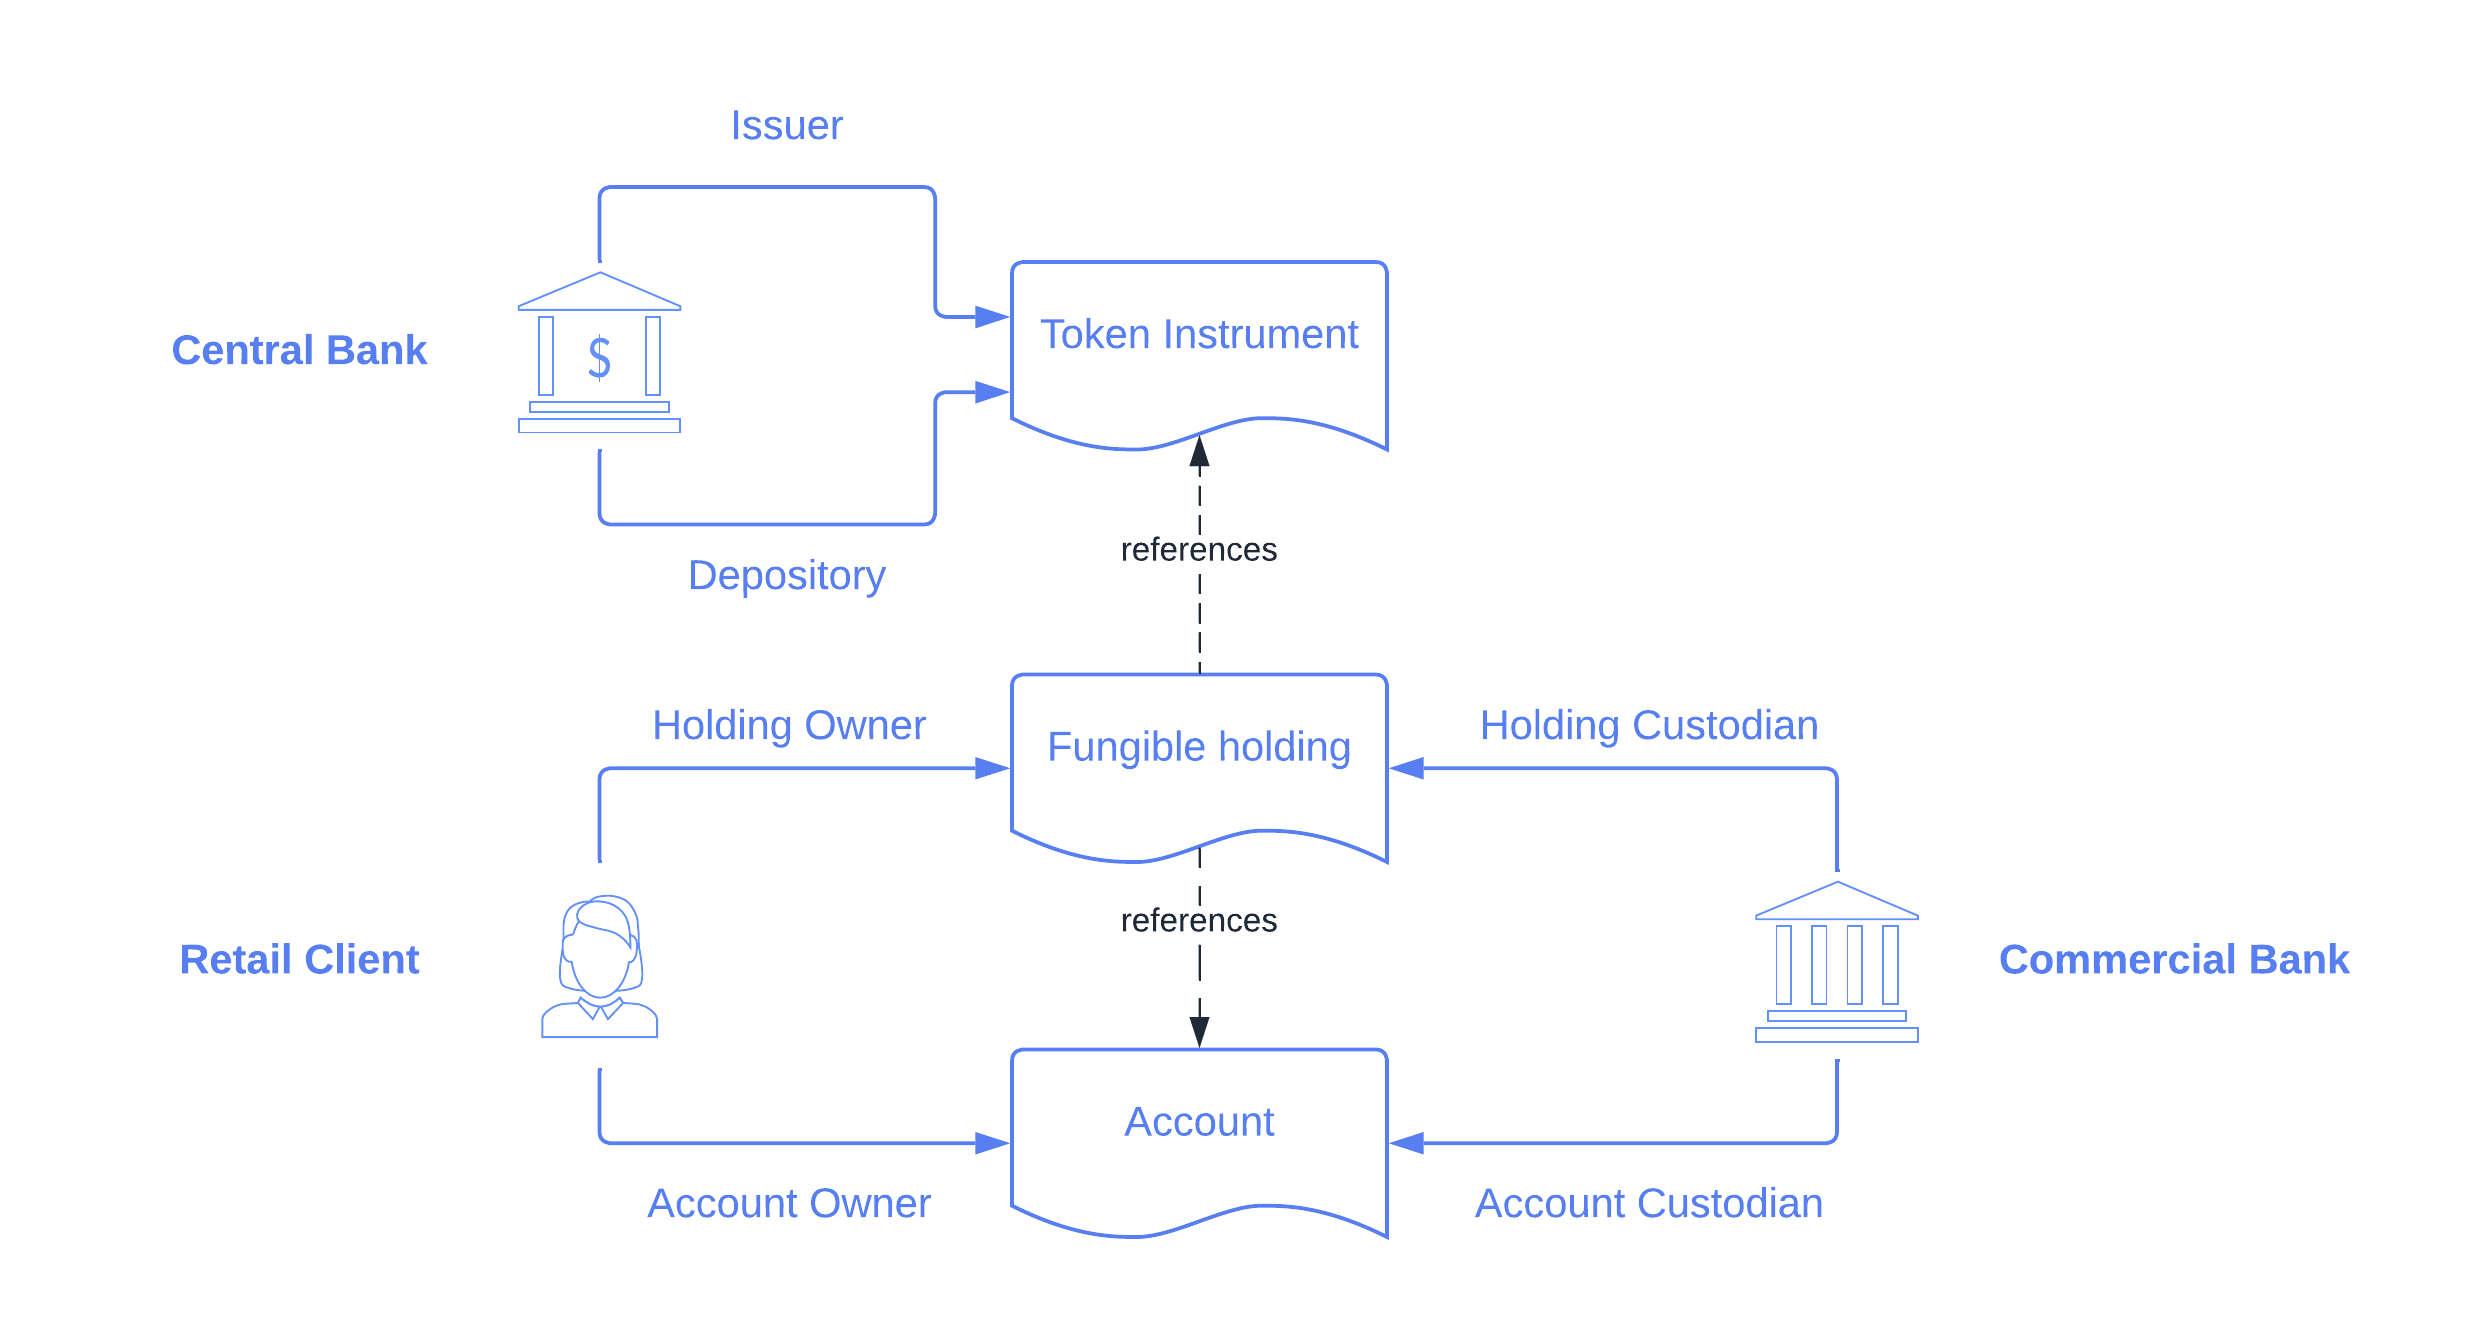 Issuer
Central Bank
$
Token Instrument
Depository
references
Holding Owner
Fungible holding
Holding Custodian
references
Retail Client
Commercial Bank
Account
Account Owner
Account Custodian